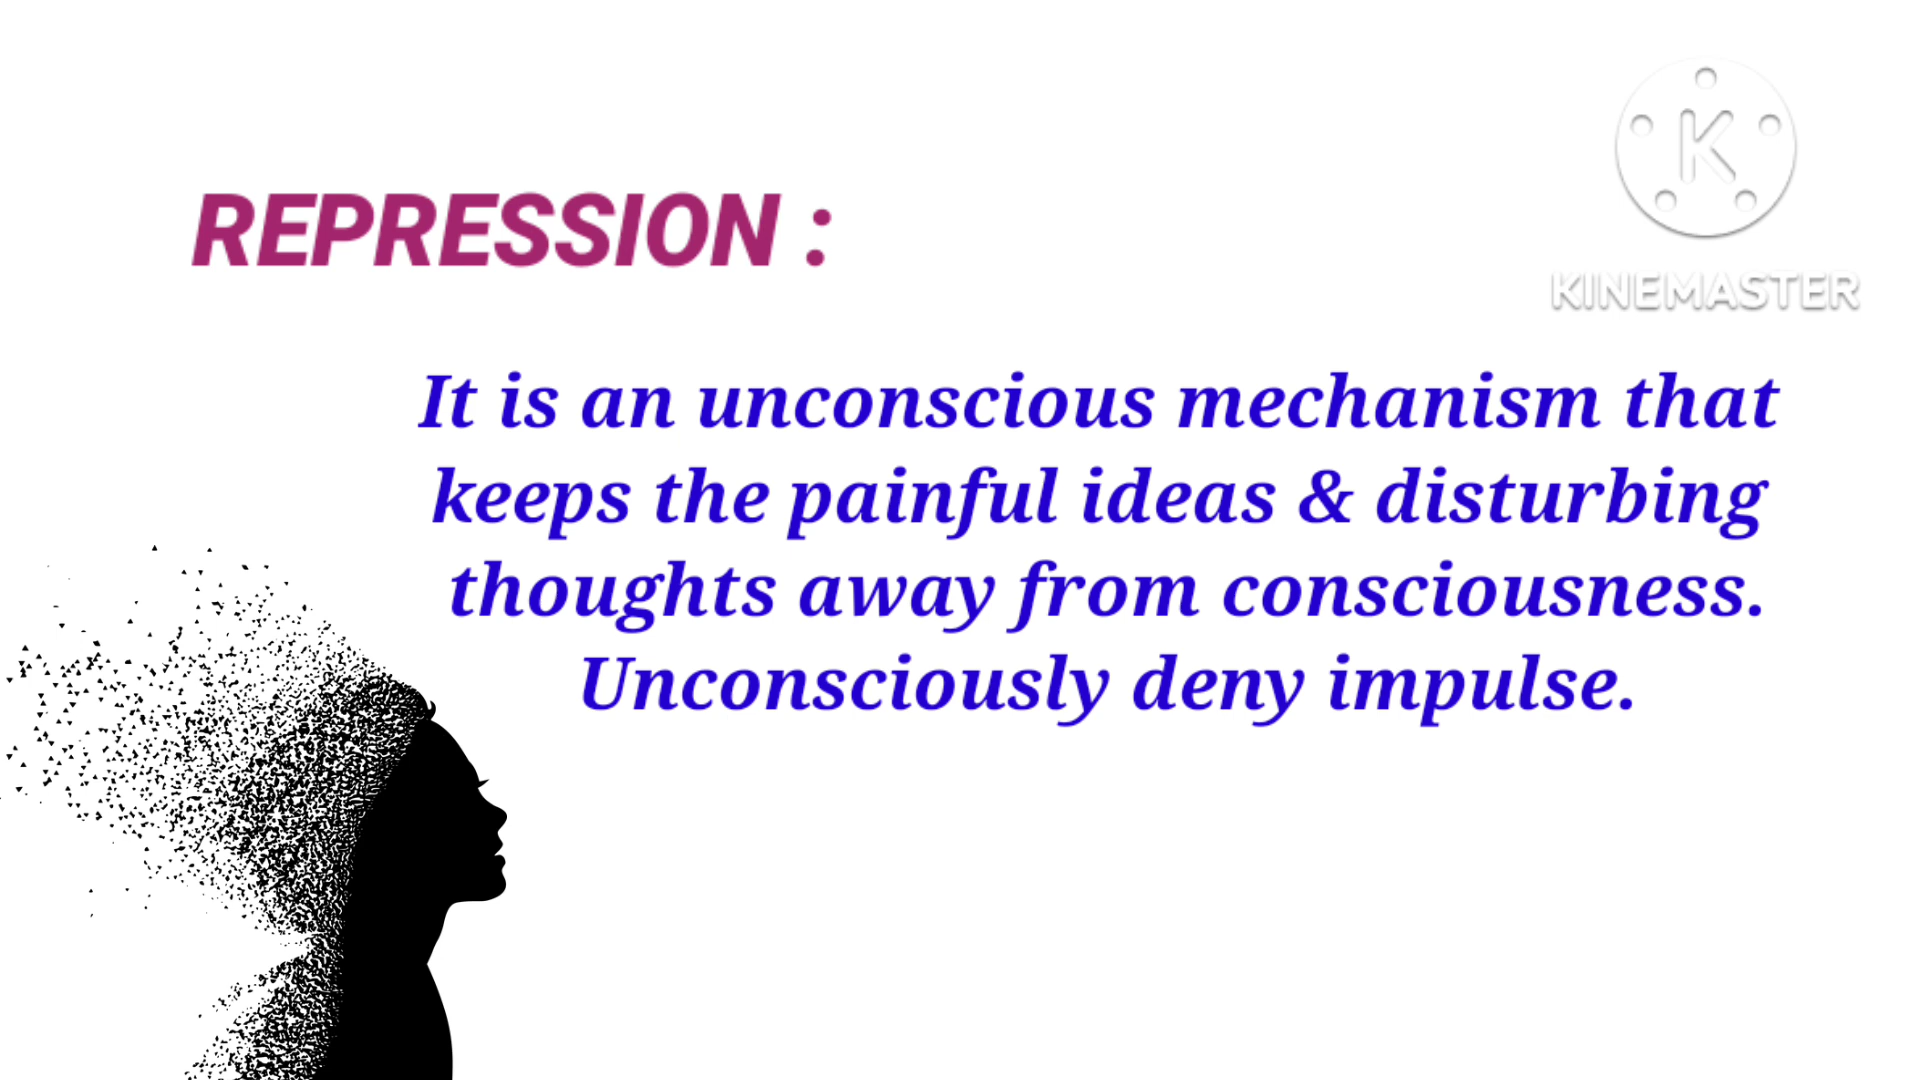 REPRESSION :
K
KINEMASTER
It is an unconscious mechanism that
keeps the painful ideas & disturbing
thoughts away from consciousness.
Unconsciously deny impulse.